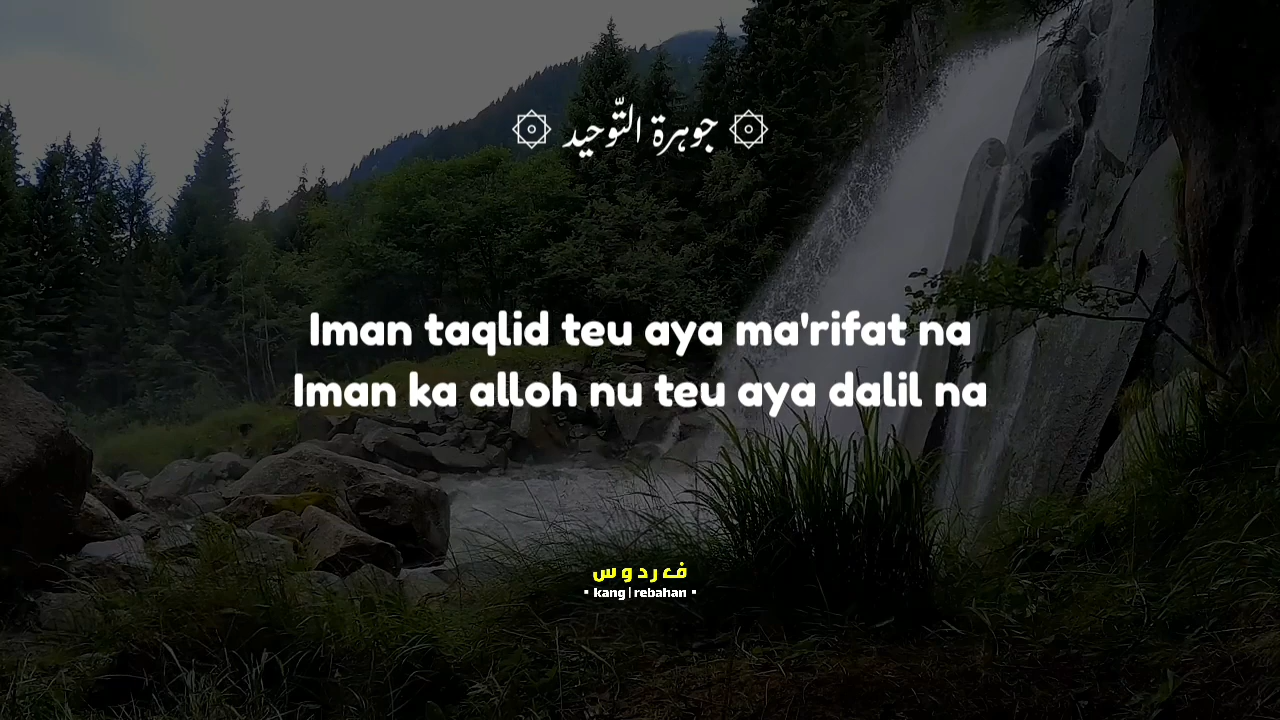 ۞ جوهرة التّوحيد ۞
Iman taqlid teu aya ma'rifat na
Iman ka alloh nu teu aya dalil na
فردوس
• kang | rebahan •